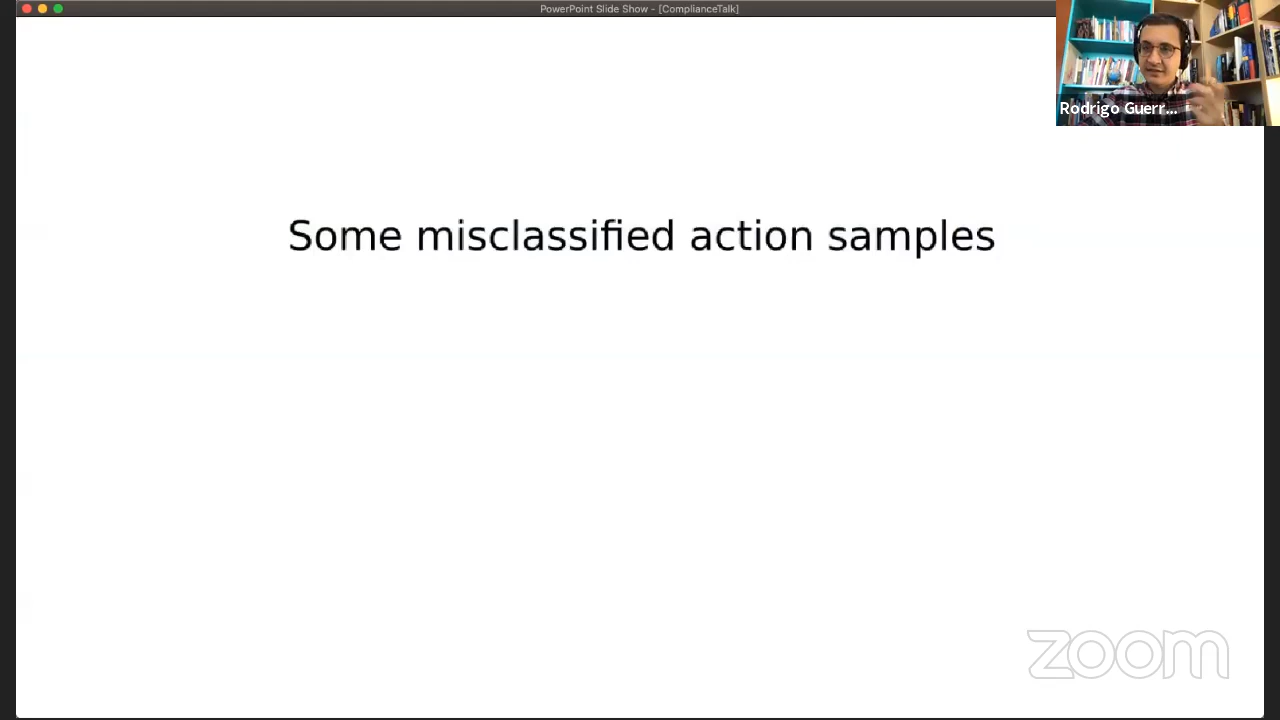 PowerPoint Slide Show - [ComplianceTalk]
Rodrigo Guerr...
Some misclassified action samples
zoom